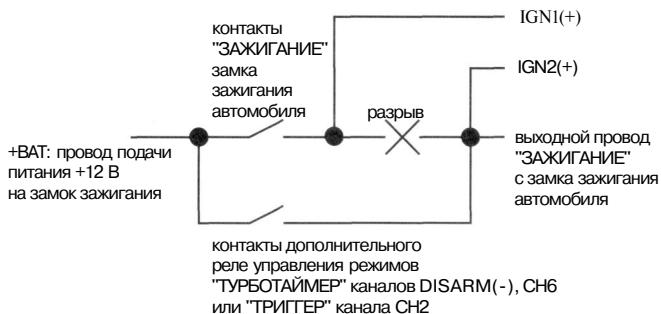 контакты
"ЗАЖИГАНИЕ"
замка
зажигания
автомобиля
IGN1(+)
IGN2(+)
разрыв
+BAT: провод подачи
питания +12 В
на замок зажигания
выходной провод
"ЗАЖИГАНИЕ"
с замка зажигания
автомобиля
контакты дополнительного
реле управления режимов
"ТУРБОТАЙМЕР" каналов DISARM(-), CH6
или "ТРИГГЕР" канала CH2